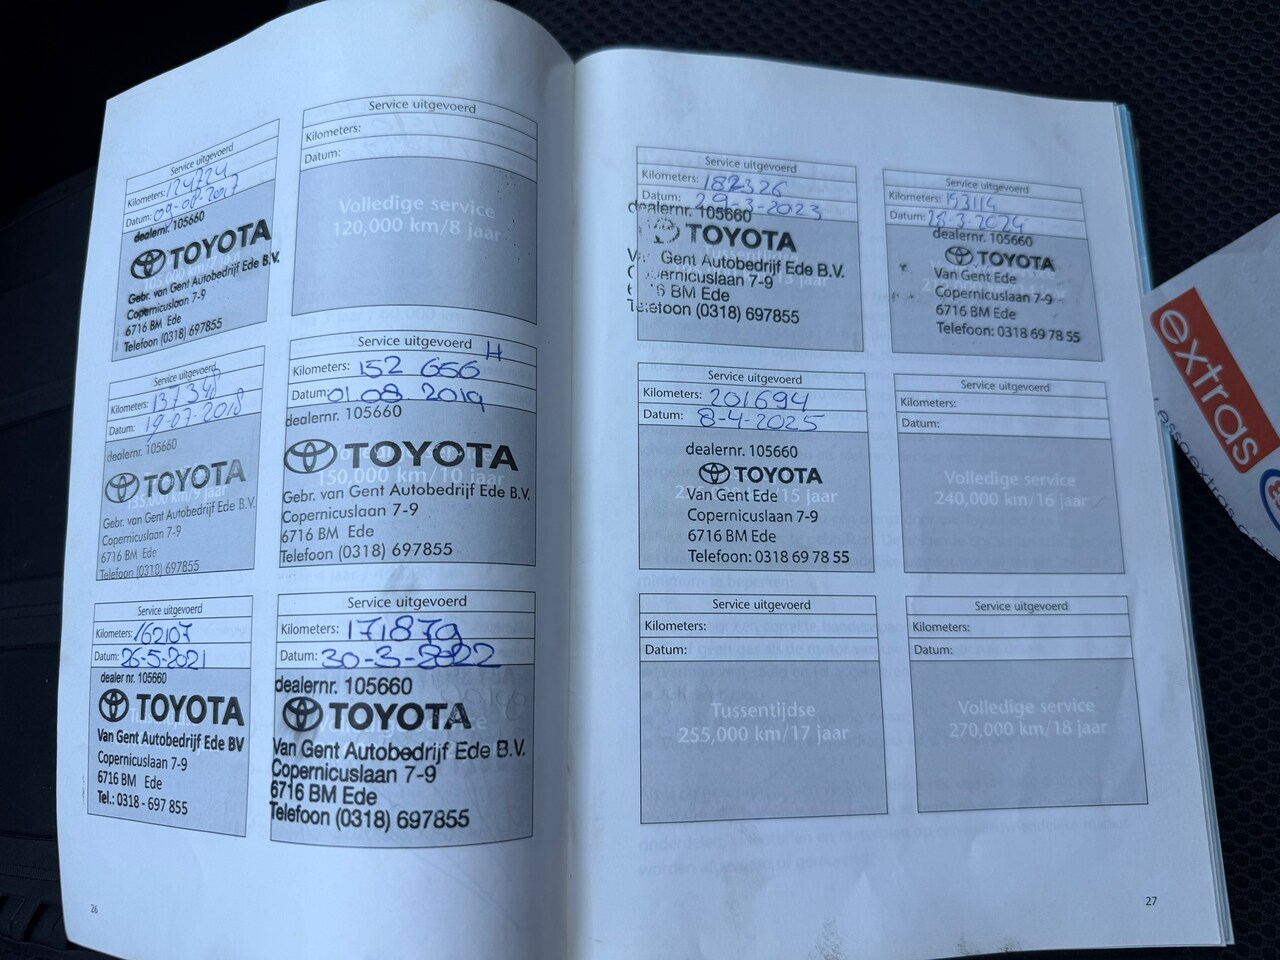 Service uitgevoerd
Kilometers: 124724
Datum: 09-08-2017
dealernr. 105660
TOYOTA
Gebr. van Gent Autobedrijf Ede B.V.
Copernicuslaan 7-9
6716 BM Ede
Telefoon (0318) 697855
Service uitgevoerd
Kilometers:
Datum:
Volledige service
120,000 km/8 jaar
Service uitgevoerd
Kilometers: 137348
Datum: 19-07-2018
dealernr. 105660
TOYOTA
135,000 km/9 jaar
Gebr. van Gent Autobedrijf Ede B.V.
Copernicuslaan 7-9
6716 BM Ede
Telefoon (0318) 697855
Service uitgevoerd H
Kilometers: 152 656
Datum: 01.08.2019
dealernr. 105660
TOYOTA
150,000 km/10 jaar
Gebr. van Gent Autobedrijf Ede B.V.
Copernicuslaan 7-9
6716 BM Ede
Telefoon (0318) 697855
Service uitgevoerd
Kilometers: 162107
Datum: 26-5-2021
dealer nr. 105660
TOYOTA
Van Gent Autobedrijf Ede BV
Copernicuslaan 7-9
6716 BM Ede
Tel.: 0318 - 697 855
Service uitgevoerd
Kilometers: 171879
Datum: 30-3-2022
dealernr. 105660
TOYOTA
Van Gent Autobedrijf Ede B.V.
Copernicuslaan 7-9
6716 BM Ede
Telefoon (0318) 697855
26
Service uitgevoerd
Kilometers: 182326
Datum: 29-3-2023
dealernr. 105660
TOYOTA
Gent Autobedrijf Ede B.V.
Copernicuslaan 7-9
6716 BM Ede
Telefoon (0318) 697855
Service uitgevoerd
Kilometers: 193114
Datum: 28-3-2024
dealernr. 105660
TOYOTA
Van Gent Ede
Copernicuslaan 7-9
6716 BM Ede
Telefoon: 0318 69 78 55
Service uitgevoerd
Kilometers: 201694
Datum: 8-4-2025
dealernr. 105660
TOYOTA
Van Gent Ede
Copernicuslaan 7-9
6716 BM Ede
Telefoon: 0318 69 78 55
Service uitgevoerd
Kilometers:
Datum:
Volledige service
240,000 km/16 jaar
Service uitgevoerd
Kilometers:
Datum:
Tussentijdse
255,000 km/17 jaar
Service uitgevoerd
Kilometers:
Datum:
Volledige service
270,000 km/18 jaar
27
extras